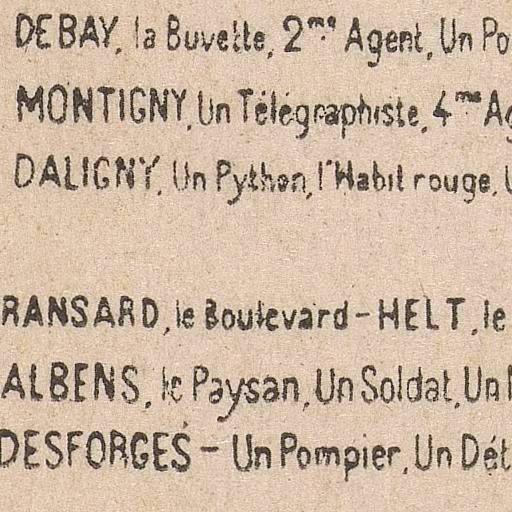 DEBAY, la Buvette, 2me Agent, Un Po
MONTIGNY, Un Télégraphiste, 4me Ag
DALIGNY, Un Python, l'Habit rouge,
RANSARD, le Boulevard - HELT, le
ALBENS, le Paysan, Un Soldat, Un
DESFORGES - Un Pompier, Un Dét